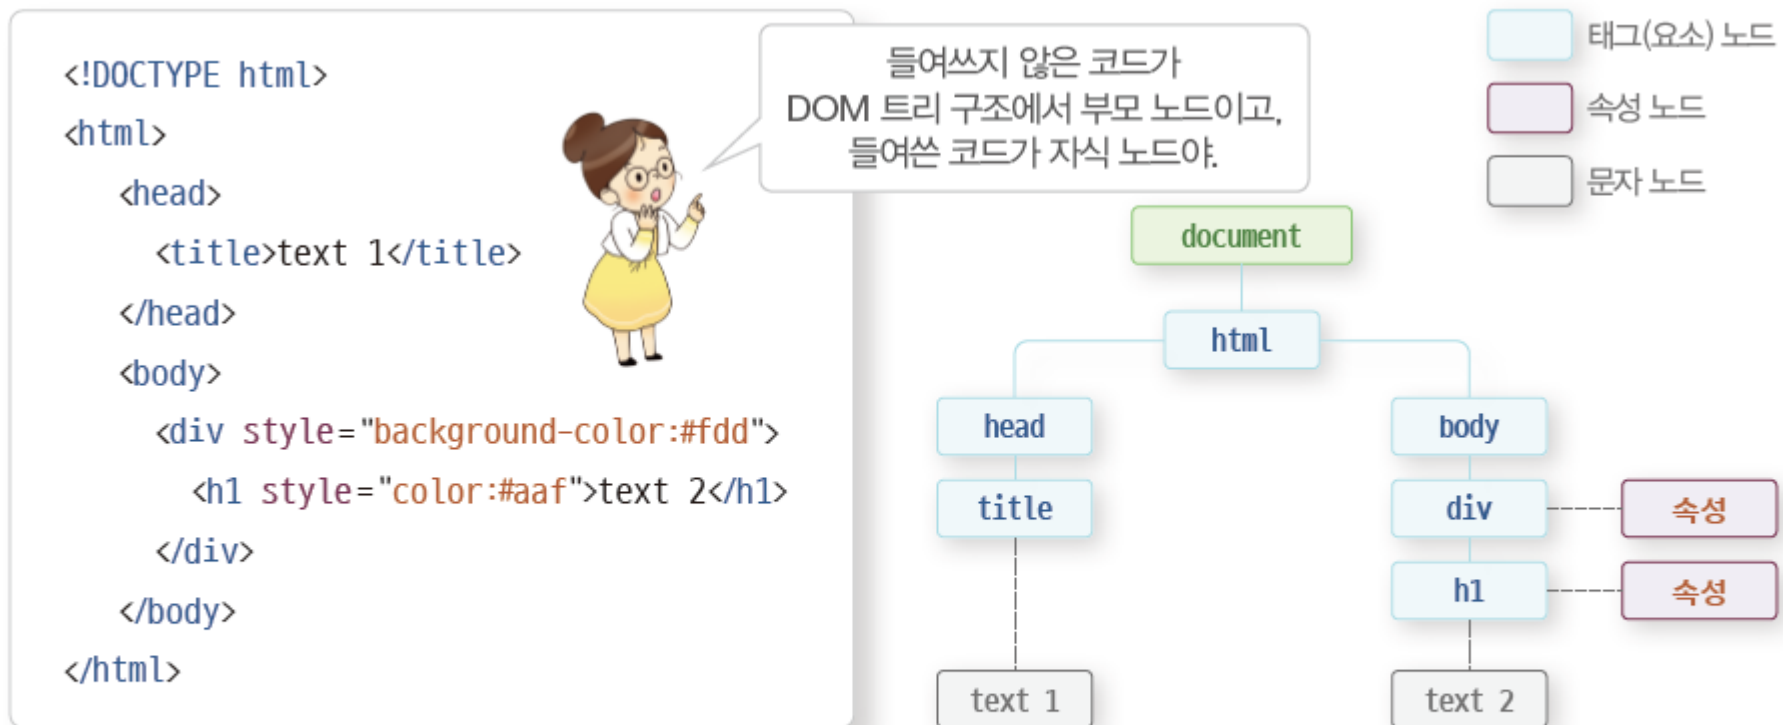 <!DOCTYPE html>
<html>
<head>
<title>text 1</title>
</head>
<body>
<div style="background-color:#fdd">
<h1 style="color:#aaf">text 2</h1>
</div>
</body>
</html>
들여쓰지 않은 코드가
DOM 트리 구조에서 부모 노드이고,
들여쓴 코드가 자식 노드야.
태그(요소) 노드
속성 노드
문자 노드
document
html
head
body
title
div
속성
h1
속성
text 1
text 2